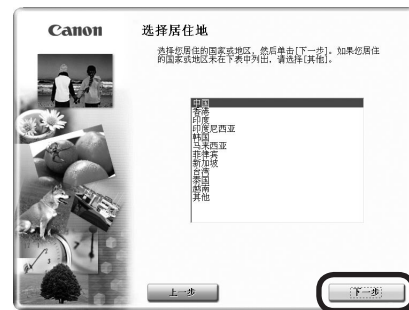 Canon
选择居住地
选择您居住的国家或地区，然后单击[下一步]。如果您居住
的国家或地区未在下表中列出，请选择[其他]。
中国
香港
印度
印度尼西亚
韩国
马来西亚
菲律宾
新加坡
台湾
泰国
越南
其他
上一步
下一步